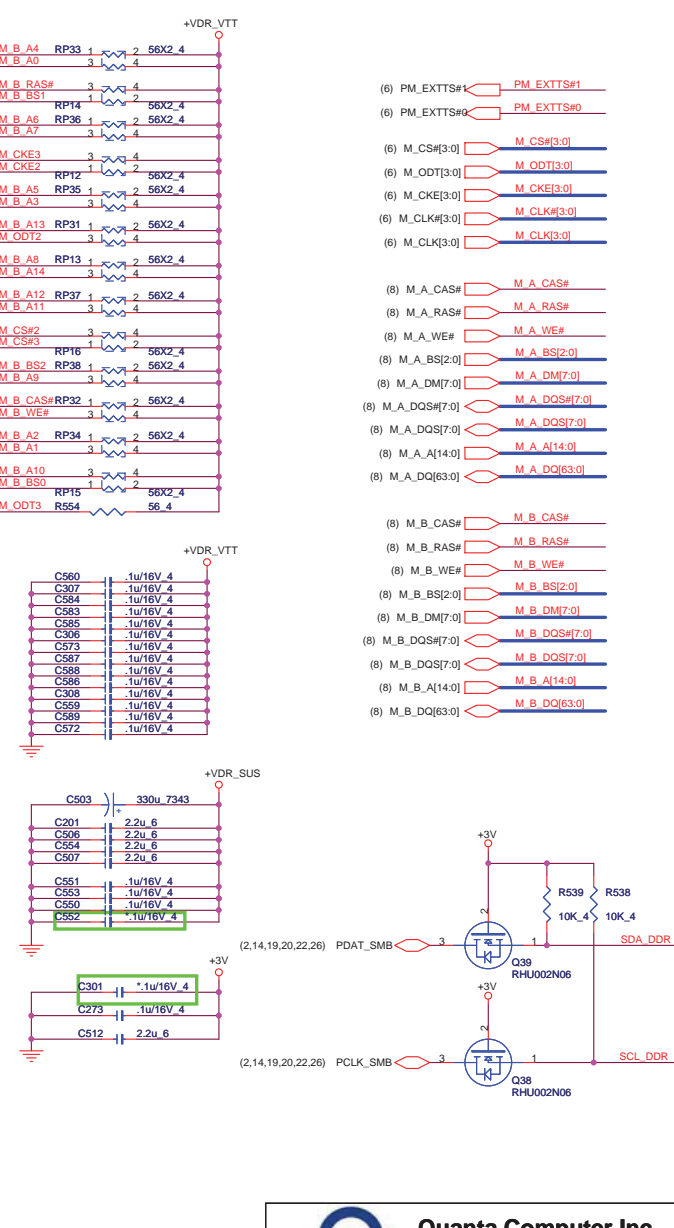 +VDR_VTT
M_B_A4 RP33 1 2 56X2_4
M_B_A0 3 4
M_B_RAS# 3 4
M_B_BS1 1 2
RP14 56X2_4
M_B_A6 RP36 1 2 56X2_4
M_B_A7 3 4
M_CKE3 3 4
M_CKE2 1 2
RP12 56X2_4
M_B_A5 RP35 1 2 56X2_4
M_B_A3 3 4
M_B_A13 RP31 1 2 56X2_4
M_ODT2 3 4
M_B_A8 RP13 1 2 56X2_4
M_B_A14 3 4
M_B_A12 RP37 1 2 56X2_4
M_B_A11 3 4
M_CS#2 3 4
M_CS#3 1 2
RP16 56X2_4
M_B_BS2 RP38 1 2 56X2_4
M_B_A9 3 4
M_B_CAS# RP32 1 2 56X2_4
M_B_WE# 3 4
M_B_A2 RP34 1 2 56X2_4
M_B_A1 3 4
M_B_A10 3 4
M_B_BS0 1 2
RP15 56X2_4
M_ODT3 R554 56_4
+VDR_VTT
C560 .1u/16V_4
C307 .1u/16V_4
C584 .1u/16V_4
C583 .1u/16V_4
C585 .1u/16V_4
C306 .1u/16V_4
C573 .1u/16V_4
C587 .1u/16V_4
C588 .1u/16V_4
C586 .1u/16V_4
C308 .1u/16V_4
C559 .1u/16V_4
C589 .1u/16V_4
C572 .1u/16V_4
+VDR_SUS
C503 + 330u_7343
C201 2.2u_6
C506 2.2u_6
C554 2.2u_6
C507 2.2u_6
C551 .1u/16V_4
C553 .1u/16V_4
C550 .1u/16V_4
C552 *.1u/16V_4
+3V
C301 *.1u/16V_4
C273 .1u/16V_4
C512 2.2u_6
(6) PM_EXTTS#1 PM_EXTTS#1
(6) PM_EXTTS#0 PM_EXTTS#0
(6) M_CS#[3:0] M_CS#[3:0]
(6) M_ODT[3:0] M_ODT[3:0]
(6) M_CKE[3:0] M_CKE[3:0]
(6) M_CLK#[3:0] M_CLK#[3:0]
(6) M_CLK[3:0] M_CLK[3:0]
(8) M_A_CAS# M_A_CAS#
(8) M_A_RAS# M_A_RAS#
(8) M_A_WE# M_A_WE#
(8) M_A_BS[2:0] M_A_BS[2:0]
(8) M_A_DM[7:0] M_A_DM[7:0]
(8) M_A_DQS#[7:0] M_A_DQS#[7:0]
(8) M_A_DQS[7:0] M_A_DQS[7:0]
(8) M_A_A[14:0] M_A_A[14:0]
(8) M_A_DQ[63:0] M_A_DQ[63:0]
(8) M_B_CAS# M_B_CAS#
(8) M_B_RAS# M_B_RAS#
(8) M_B_WE# M_B_WE#
(8) M_B_BS[2:0] M_B_BS[2:0]
(8) M_B_DM[7:0] M_B_DM[7:0]
(8) M_B_DQS#[7:0] M_B_DQS#[7:0]
(8) M_B_DQS[7:0] M_B_DQS[7:0]
(8) M_B_A[14:0] M_B_A[14:0]
(8) M_B_DQ[63:0] M_B_DQ[63:0]
+3V
R539 R538
10K_4 10K_4
2
(2,14,19,20,22,26) PDAT_SMB 3 1 SDA_DDR
Q39
RHU002N06
+3V
2
(2,14,19,20,22,26) PCLK_SMB 3 1 SCL_DDR
Q38
RHU002N06
Quanta Computer Inc